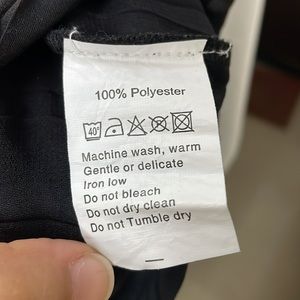 100% Polyester
40°
Machine wash, warm
Gentle or delicate
Iron low
Do not bleach
Do not dry clean
Do not Tumble dry